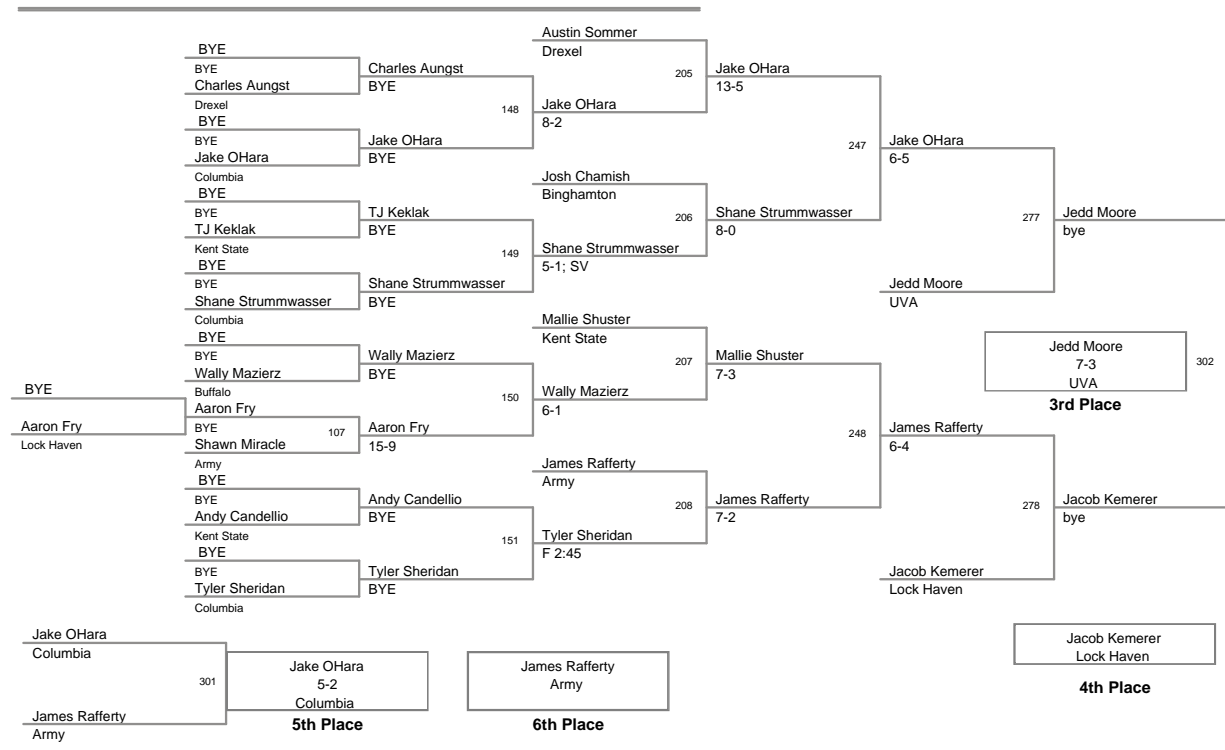 BYE
Aaron Fry
Lock Haven
BYE
BYE
Charles Aungst
Drexel
BYE
BYE
Jake OHara
Columbia
BYE
BYE
TJ Keklak
Kent State
BYE
BYE
Shane Strummwasser
Columbia
BYE
BYE
Wally Mazierz
Buffalo
Aaron Fry
BYE
Shawn Miracle
107
Army
BYE
BYE
Andy Candellio
Kent State
BYE
BYE
Tyler Sheridan
Columbia
Charles Aungst
BYE
148
Jake OHara
BYE
TJ Keklak
BYE
149
Shane Strummwasser
BYE
Wally Mazierz
BYE
150
Aaron Fry
15-9
Andy Candellio
BYE
151
Tyler Sheridan
BYE
Austin Sommer
Drexel
205
Jake OHara
8-2
Josh Chamish
Binghamton
206
Shane Strummwasser
5-1; SV
Mallie Shuster
Kent State
207
Wally Mazierz
6-1
James Rafferty
Army
208
Tyler Sheridan
F 2:45
Jake OHara
13-5
247
Shane Strummwasser
8-0
Mallie Shuster
7-3
248
James Rafferty
7-2
Jake OHara
6-5
277
Jedd Moore
UVA
James Rafferty
6-4
278
Jacob Kemerer
Lock Haven
Jedd Moore
bye
Jedd Moore
7-3
UVA
302
3rd Place
Jacob Kemerer
bye
Jacob Kemerer
Lock Haven
4th Place
Jake OHara
Columbia
301
James Rafferty
Army
Jake OHara
5-2
Columbia
5th Place
James Rafferty
Army
6th Place